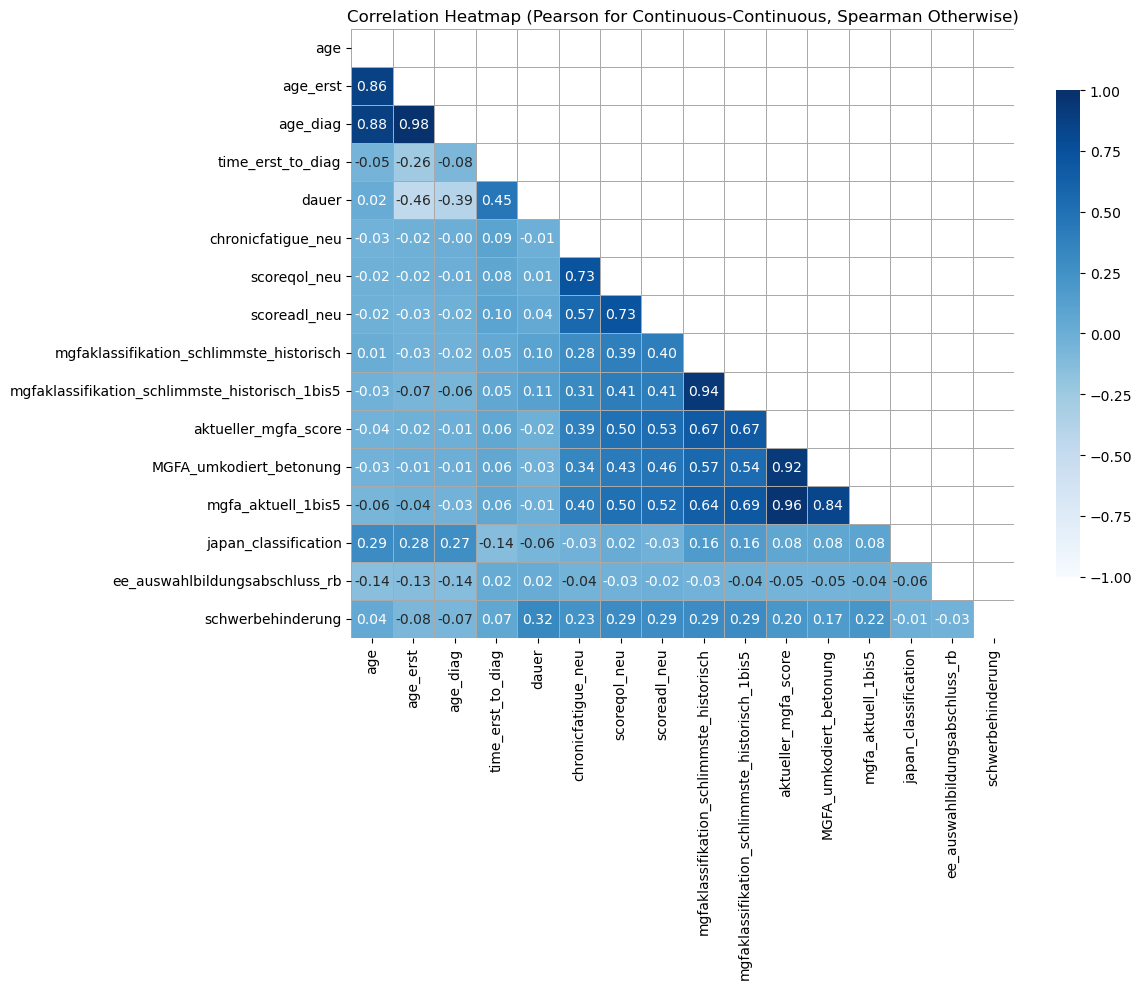 Correlation Heatmap (Pearson for Continuous-Continuous, Spearman Otherwise)
age
age_erst 0.86
age_diag 0.88 0.98
time_erst_to_diag -0.05 -0.26 -0.08
dauer 0.02 -0.46 -0.39 0.45
chronicfatigue_neu -0.03 -0.02 -0.00 0.09 -0.01
scoreqol_neu -0.02 -0.02 -0.01 0.08 0.01 0.73
scoreadl_neu -0.02 -0.03 -0.02 0.10 0.04 0.57 0.73
mgfaklassifikation_schlimmste_historisch 0.01 -0.03 -0.02 0.05 0.10 0.28 0.39 0.40
mgfaklassifikation_schlimmste_historisch_1bis5 -0.03 -0.07 -0.06 0.05 0.11 0.31 0.41 0.41 0.94
aktueller_mgfa_score -0.04 -0.02 -0.01 0.06 -0.02 0.39 0.50 0.53 0.67 0.67
MGFA_umkodiert_betonung -0.03 -0.01 -0.01 0.06 -0.03 0.34 0.43 0.46 0.57 0.54 0.92
mgfa_aktuell_1bis5 -0.06 -0.04 -0.03 0.06 -0.01 0.40 0.50 0.52 0.64 0.69 0.96 0.84
japan_classification 0.29 0.28 0.27 -0.14 -0.06 -0.03 0.02 -0.03 0.16 0.16 0.08 0.08 0.08
ee_auswahlbildungsabschluss_rb -0.14 -0.13 -0.14 0.02 0.02 -0.04 -0.03 -0.02 -0.03 -0.04 -0.05 -0.05 -0.04 -0.06
schwerbehinderung 0.04 -0.08 -0.07 0.07 0.32 0.23 0.29 0.29 0.29 0.29 0.20 0.17 0.22 -0.01 -0.03
age
age_erst
age_diag
time_erst_to_diag
dauer
chronicfatigue_neu
scoreqol_neu
scoreadl_neu
mgfaklassifikation_schlimmste_historisch
mgfaklassifikation_schlimmste_historisch_1bis5
aktueller_mgfa_score
MGFA_umkodiert_betonung
mgfa_aktuell_1bis5
japan_classification
ee_auswahlbildungsabschluss_rb
schwerbehinderung
1.00
0.75
0.50
0.25
0.00
−0.25
−0.50
−0.75
−1.00